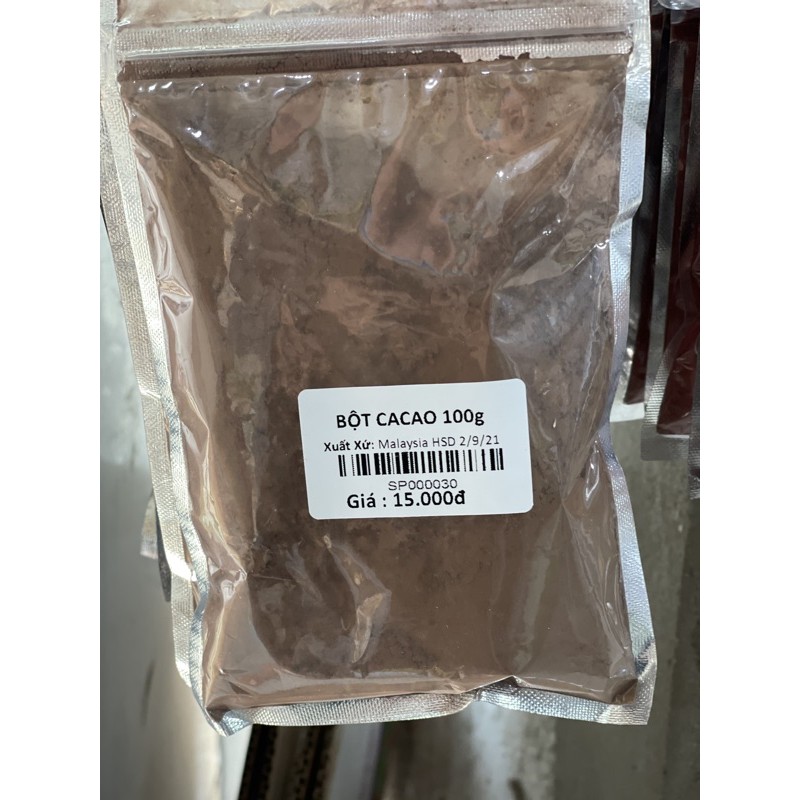 BỘT CACAO 100g
Xuất Xứ: Malaysia HSD 2/9/21
SP000030
Giá : 15.000đ